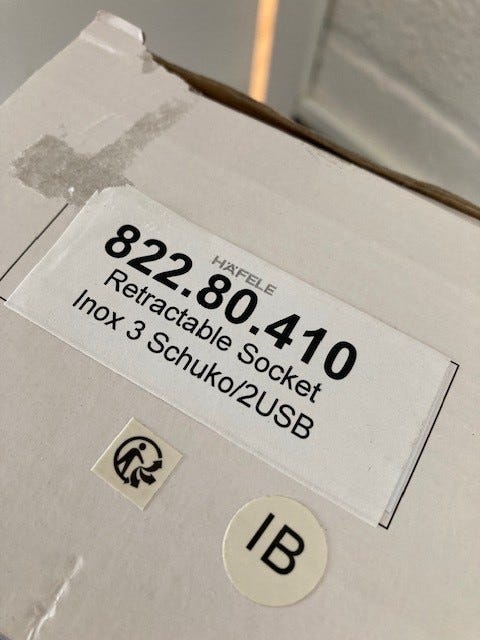 HÄFELE
822.80.410
Retractable Socket
Inox 3 Schuko/2USB
IB